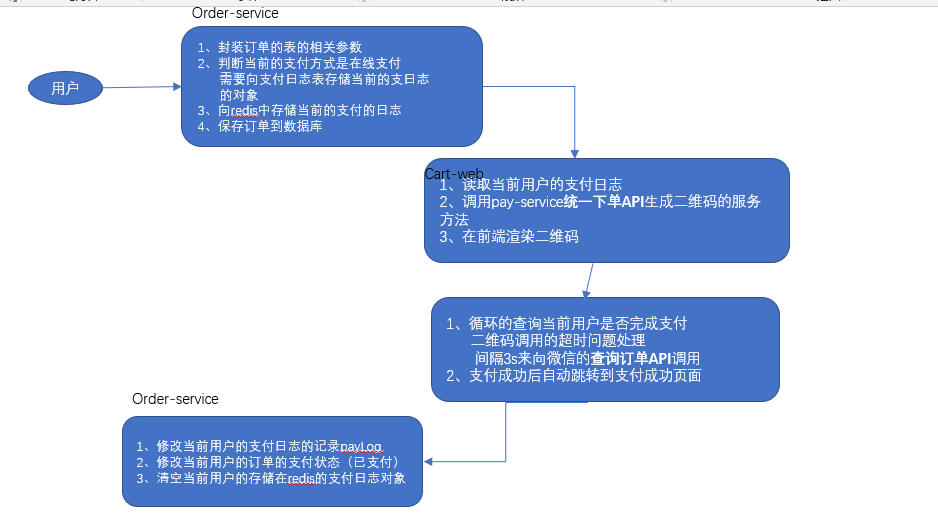 Order-service
用户
1、封装订单的表的相关参数
2、判断当前的支付方式是在线支付
需要向支付日志表存储当前的支日志
的对象
3、向redis中存储当前的支付的日志
4、保存订单到数据库
Cart-web
1、读取当前用户的支付日志
2、调用pay-service统一下单API生成二维码的服务
方法
3、在前端渲染二维码
1、循环的查询当前用户是否完成支付
二维码调用的超时问题处理
间隔3s来向微信的查询订单API调用
2、支付成功后自动跳转到支付成功页面
Order-service
1、修改当前用户的支付日志的记录payLog
2、修改当前用户的订单的支付状态（已支付）
3、清空当前用户的存储在redis的支付日志对象